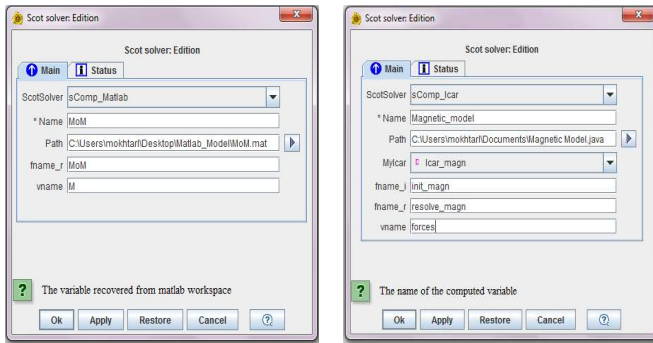 Scot solver: Edition
Scot solver: Edition
Main
Status
ScotSolver sComp_Matlab
* Name MoM
Path C:\Users\mokhtarl\Desktop\Matlab_Model\MoM.mat
fname_r MoM
vname M
? The variable recovered from matlab workspace
Ok Apply Restore Cancel ?
Scot solver: Edition
Scot solver: Edition
Main
Status
ScotSolver sComp_Icar
* Name Magnetic_model
Path C:\Users\mokhtarl\Documents\Magnetic Model.java
MyIcar Icar_magn
fname_i init_magn
fname_r resolve_magn
vname forces
? The name of the computed variable
Ok Apply Restore Cancel ?